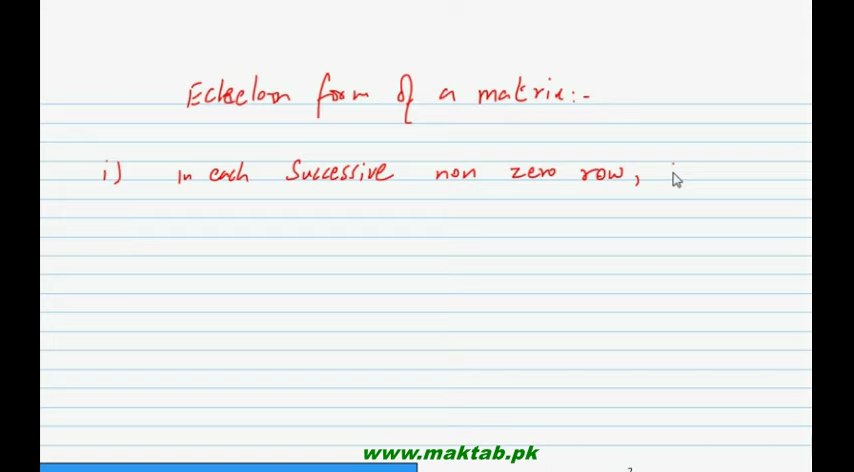 Echelon form of a matrix:-
i) In each Successive non zero row,
www.maktab.pk